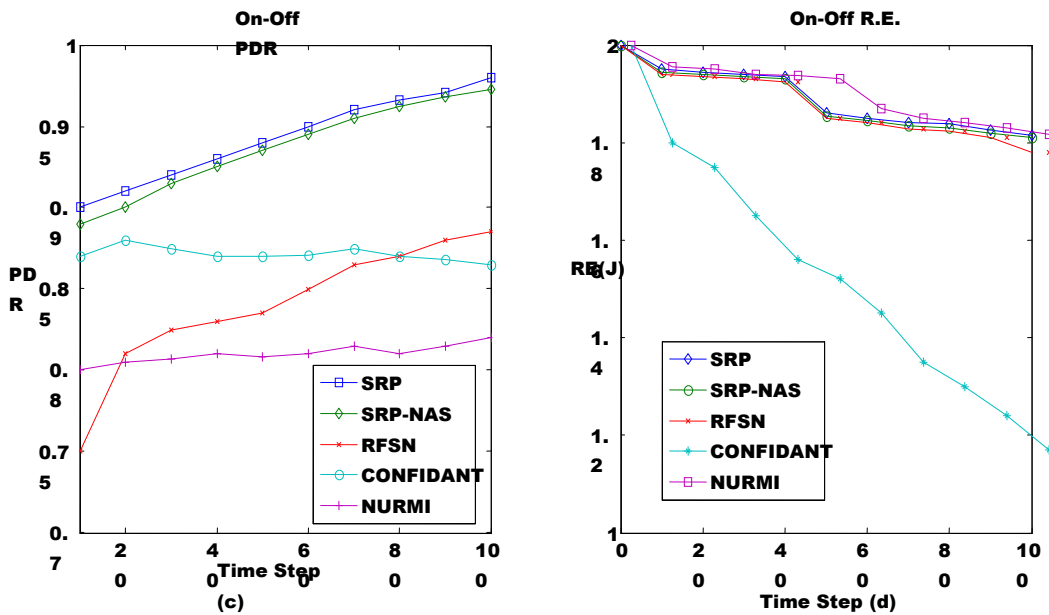 On-Off
PDR
1
0.9
5
0.
9
PD
R
0.8
5
0.
8
0.7
5
0.
7
SRP
SRP-NAS
RFSN
CONFIDANT
NURMI
2
0
4
0
6
0
8
0
10
0
Time Step
(c)
On-Off R.E.
2
1.
8
1.
6
RE(J)
1.
4
1.
2
1
SRP
SRP-NAS
RFSN
CONFIDANT
NURMI
0
2
0
4
0
6
0
8
0
10
0
Time Step (d)